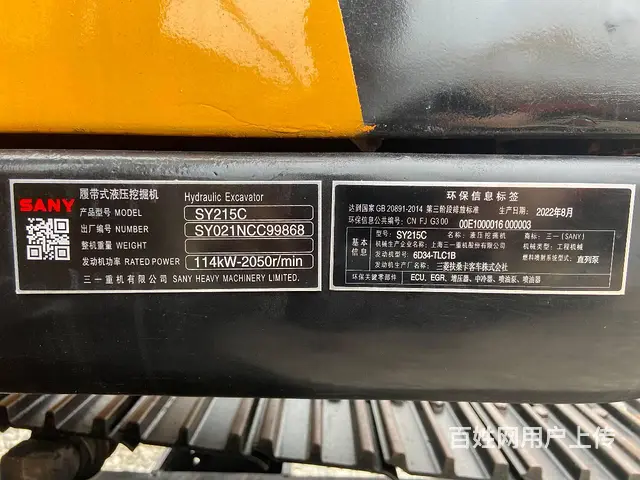 SANY
履带式液压挖掘机 Hydraulic Excavator
产品型号 MODEL SY215C
出厂编号 NUMBER SY021NCC99868
整机重量 WEIGHT
发动机功率 RATED POWER 114kW-2050r/min
三一重机有限公司 SANY HEAVY MACHINERY LIMITED.
环保信息标签
达到国家GB 20891-2014 第三阶段排放标准 生产日期: 2022年8月
环保信息公开编号: CN FJ G3 00 00E1000016 000003
基本信息
型号: SY215C 名称: 液压挖掘机 商标: 三一(SANY)
机械生产企业名称: 上海三一重机股份有限公司 机械类型: 工程机械
发动机型号: 6D34-TLC1B 燃料喷射系统型式: 直列泵
发动机生产厂名称: 三菱扶桑卡客车株式会社
环保关键零部件 ECU, EGR, 增压器、中冷器、喷油泵、喷油器
百姓网用户上传